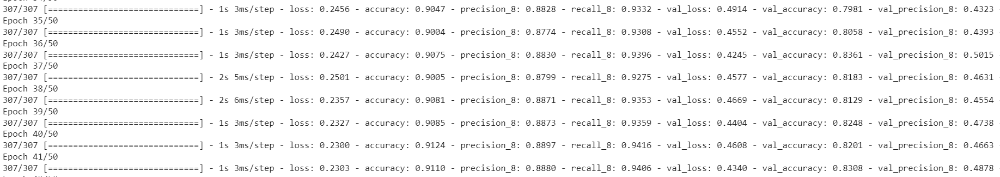 307/307 [==============================] - 1s 3ms/step - loss: 0.2456 - accuracy: 0.9047 - precision_8: 0.8828 - recall_8: 0.9332 - val_loss: 0.4914 - val_accuracy: 0.7981 - val_precision_8: 0.4323
Epoch 35/50
307/307 [==============================] - 1s 3ms/step - loss: 0.2490 - accuracy: 0.9004 - precision_8: 0.8774 - recall_8: 0.9308 - val_loss: 0.4552 - val_accuracy: 0.8058 - val_precision_8: 0.4393
Epoch 36/50
307/307 [==============================] - 1s 3ms/step - loss: 0.2427 - accuracy: 0.9075 - precision_8: 0.8830 - recall_8: 0.9396 - val_loss: 0.4245 - val_accuracy: 0.8361 - val_precision_8: 0.5015
Epoch 37/50
307/307 [==============================] - 2s 5ms/step - loss: 0.2501 - accuracy: 0.9005 - precision_8: 0.8799 - recall_8: 0.9275 - val_loss: 0.4577 - val_accuracy: 0.8183 - val_precision_8: 0.4631
Epoch 38/50
307/307 [==============================] - 2s 6ms/step - loss: 0.2357 - accuracy: 0.9081 - precision_8: 0.8871 - recall_8: 0.9353 - val_loss: 0.4669 - val_accuracy: 0.8129 - val_precision_8: 0.4554
Epoch 39/50
307/307 [==============================] - 1s 3ms/step - loss: 0.2327 - accuracy: 0.9085 - precision_8: 0.8873 - recall_8: 0.9359 - val_loss: 0.4404 - val_accuracy: 0.8248 - val_precision_8: 0.4738
Epoch 40/50
307/307 [==============================] - 1s 3ms/step - loss: 0.2300 - accuracy: 0.9124 - precision_8: 0.8897 - recall_8: 0.9416 - val_loss: 0.4608 - val_accuracy: 0.8201 - val_precision_8: 0.4663
Epoch 41/50
307/307 [==============================] - 1s 3ms/step - loss: 0.2303 - accuracy: 0.9110 - precision_8: 0.8880 - recall_8: 0.9406 - val_loss: 0.4340 - val_accuracy: 0.8308 - val_precision_8: 0.4878